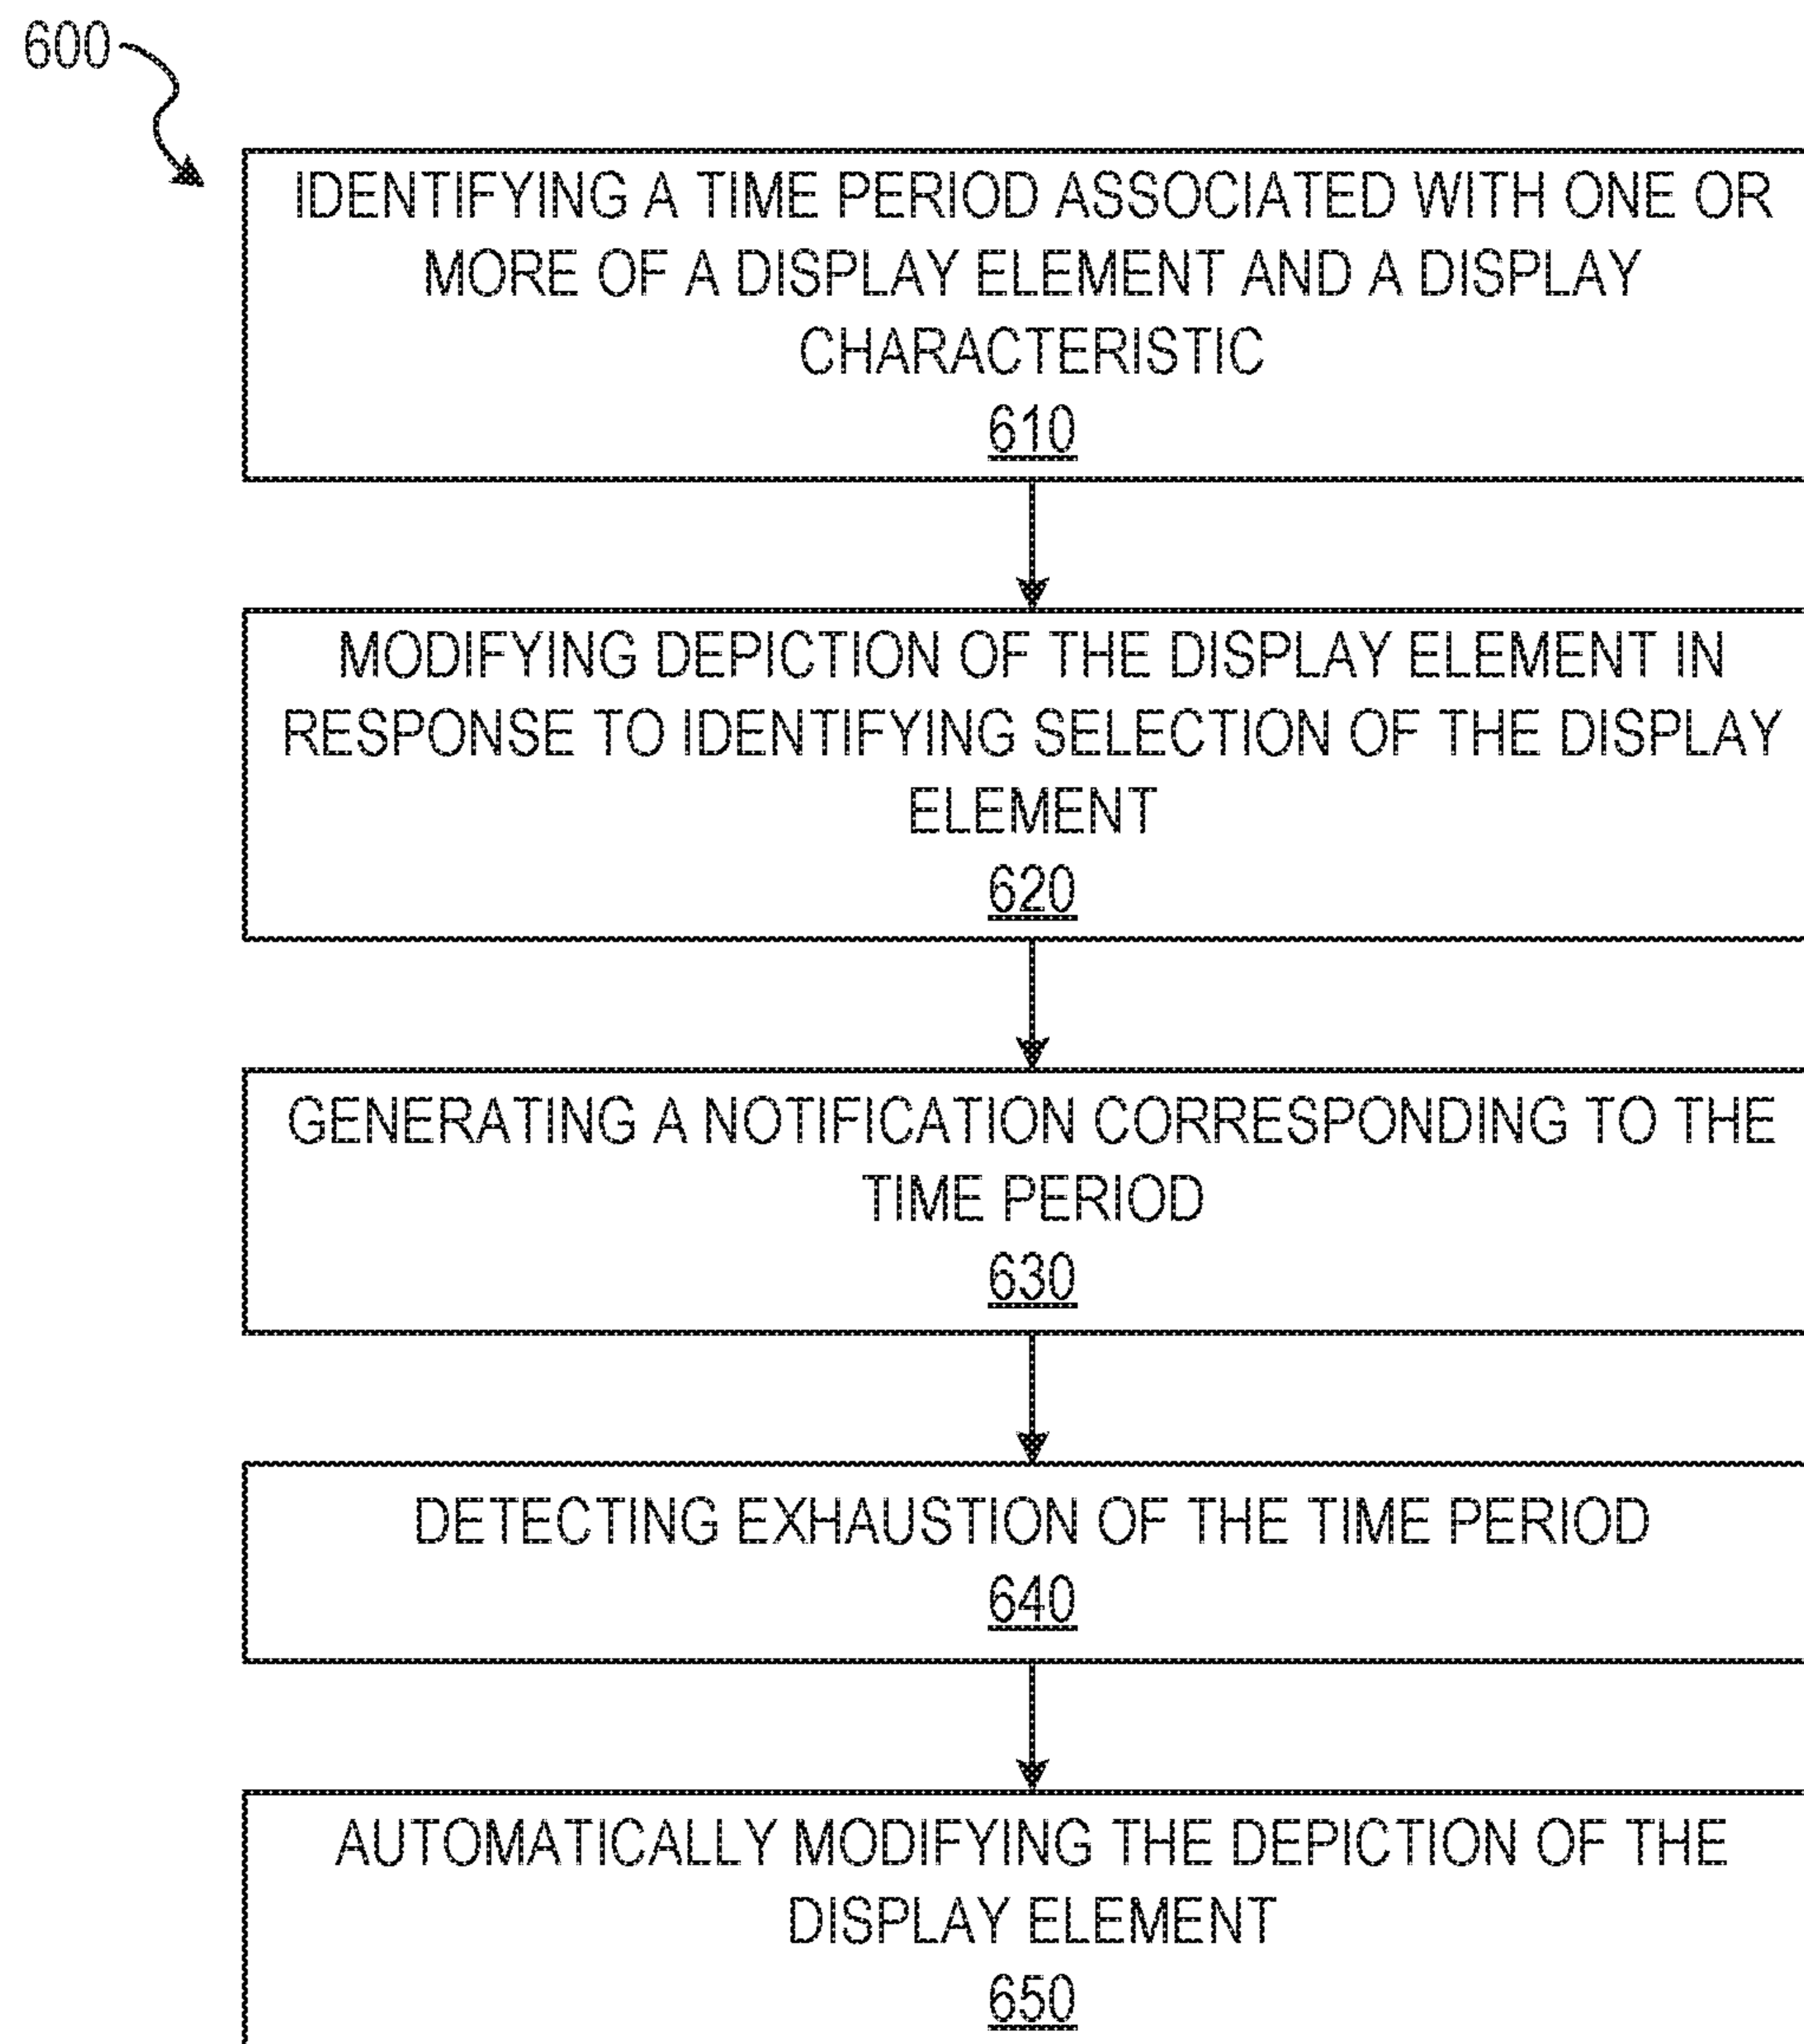 600
IDENTIFYING A TIME PERIOD ASSOCIATED WITH ONE OR
MORE OF A DISPLAY ELEMENT AND A DISPLAY
CHARACTERISTIC
610
MODIFYING DEPICTION OF THE DISPLAY ELEMENT IN
RESPONSE TO IDENTIFYING SELECTION OF THE DISPLAY
ELEMENT
620
GENERATING A NOTIFICATION CORRESPONDING TO THE
TIME PERIOD
630
DETECTING EXHAUSTION OF THE TIME PERIOD
640
AUTOMATICALLY MODIFYING THE DEPICTION OF THE
DISPLAY ELEMENT
650